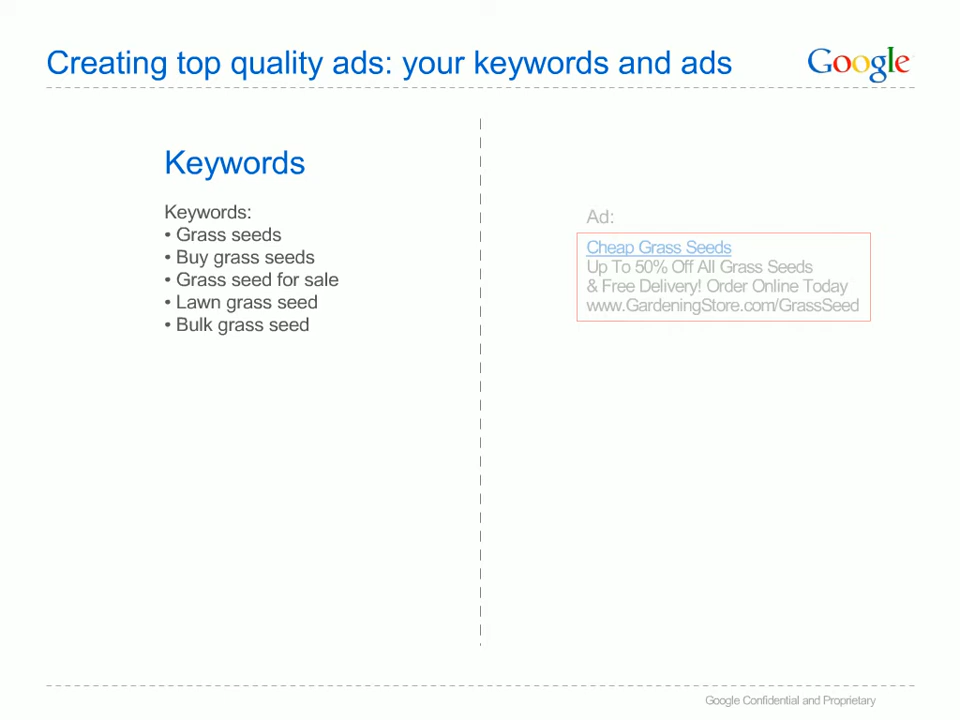 Creating top quality ads: your keywords and ads
Google
Keywords
Keywords:
• Grass seeds
• Buy grass seeds
• Grass seed for sale
• Lawn grass seed
• Bulk grass seed
Ad:
Cheap Grass Seeds
Up To 50% Off All Grass Seeds
& Free Delivery! Order Online Today
www.GardeningStore.com/GrassSeed
Google Confidential and Proprietary